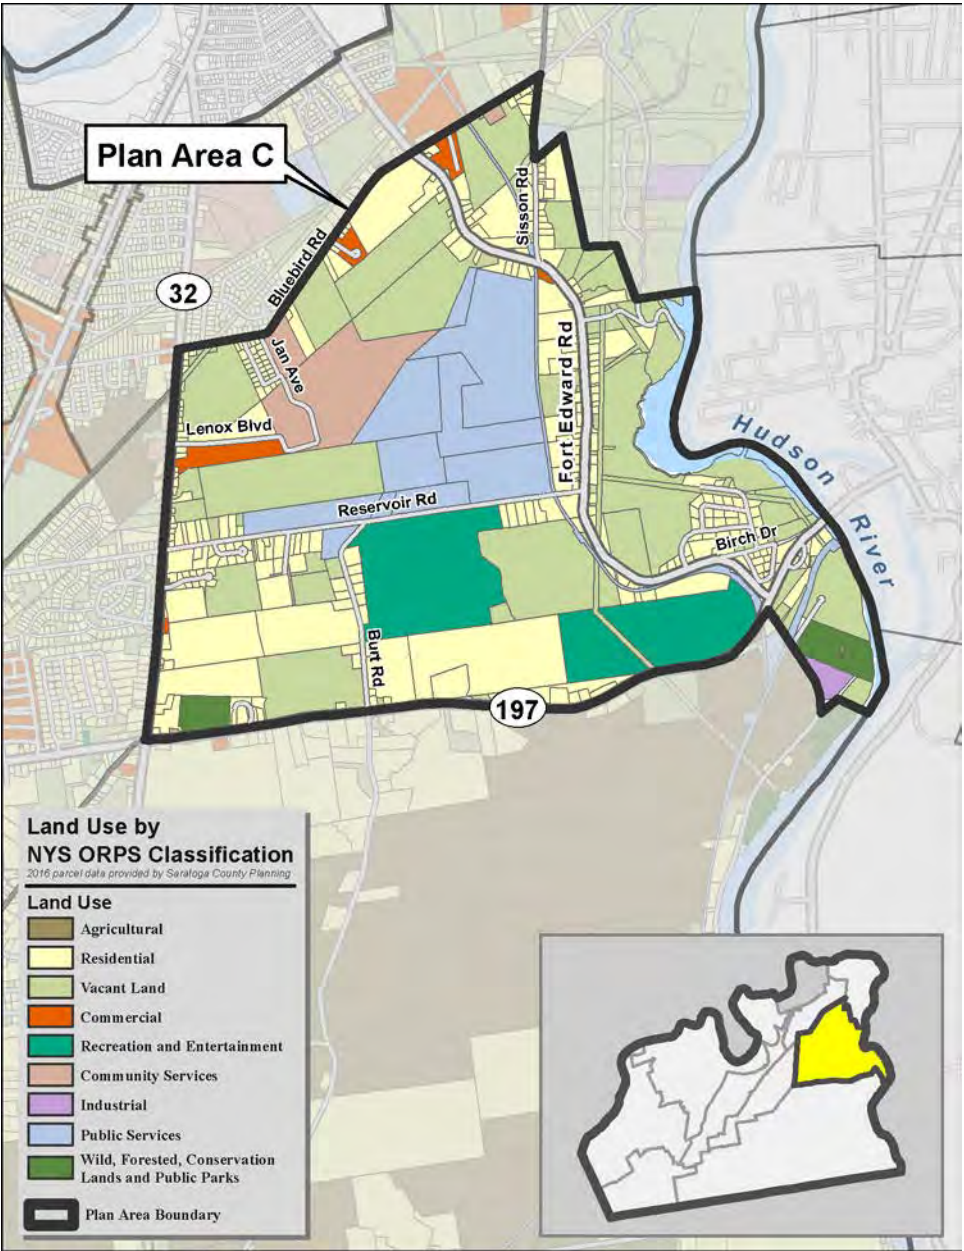 Plan Area C
Sisson Rd
Bluebird Rd
32
Jan Ave
Fort Edward Rd
Lenox Blvd
Hudson
River
Reservoir Rd
Birch Dr
Burt Rd
197
Land Use by
NYS ORPS Classification
2016 parcel data provided by Saratoga County Planning
Land Use
Agricultural
Residential
Vacant Land
Commercial
Recreation and Entertainment
Community Services
Industrial
Public Services
Wild, Forested, Conservation
Lands and Public Parks
Plan Area Boundary